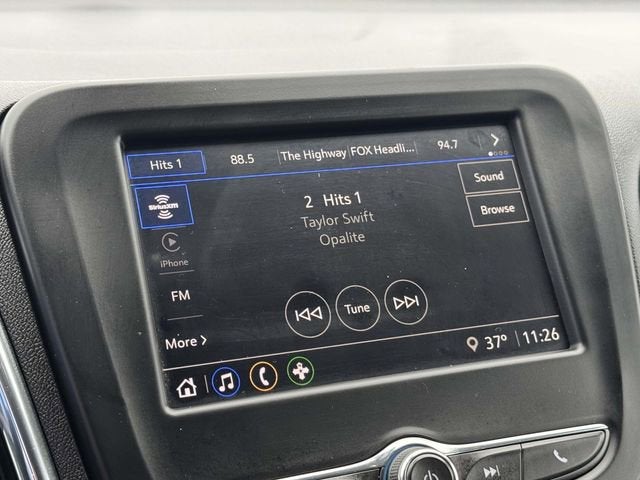 Hits 1 88.5 The Highway FOX Headli... 94.7
Sound
Browse
SiriusXM
2 Hits 1
Taylor Swift
Opalite
iPhone
FM
Tune
More
37° 11:26